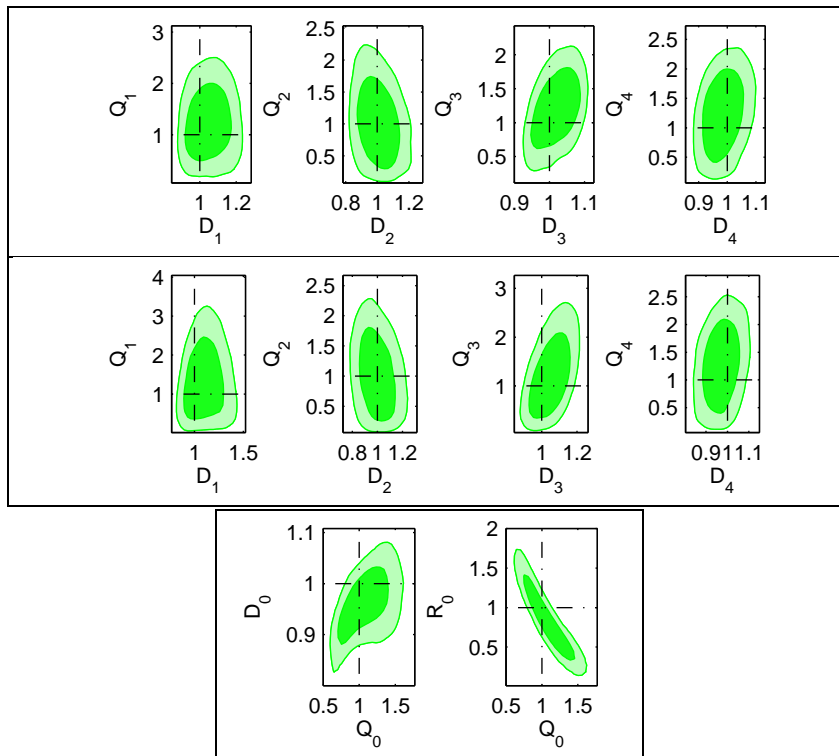 3 2 1 Q₁ 1 1.2 D₁
2.5 2 1.5 1 0.5 Q₂ 0.8 1 1.2 D₂
2 1.5 1 0.5 Q₃ 0.9 1 1.1 D₃
2.5 2 1.5 1 0.5 Q₄ 0.9 1 1.1 D₄
4 3 2 1 Q₁ 1 1.5 D₁
2.5 2 1.5 1 0.5 Q₂ 0.8 1 1.2 D₂
3 2 1 Q₃ 1 1.2 D₃
2.5 2 1.5 1 0.5 Q₄ 0.9 1 1.1 D₄
1.1 1 0.9 D₀ 0.5 1 1.5 Q₀
2 1.5 1 0.5 R₀ 0.5 1 1.5 Q₀